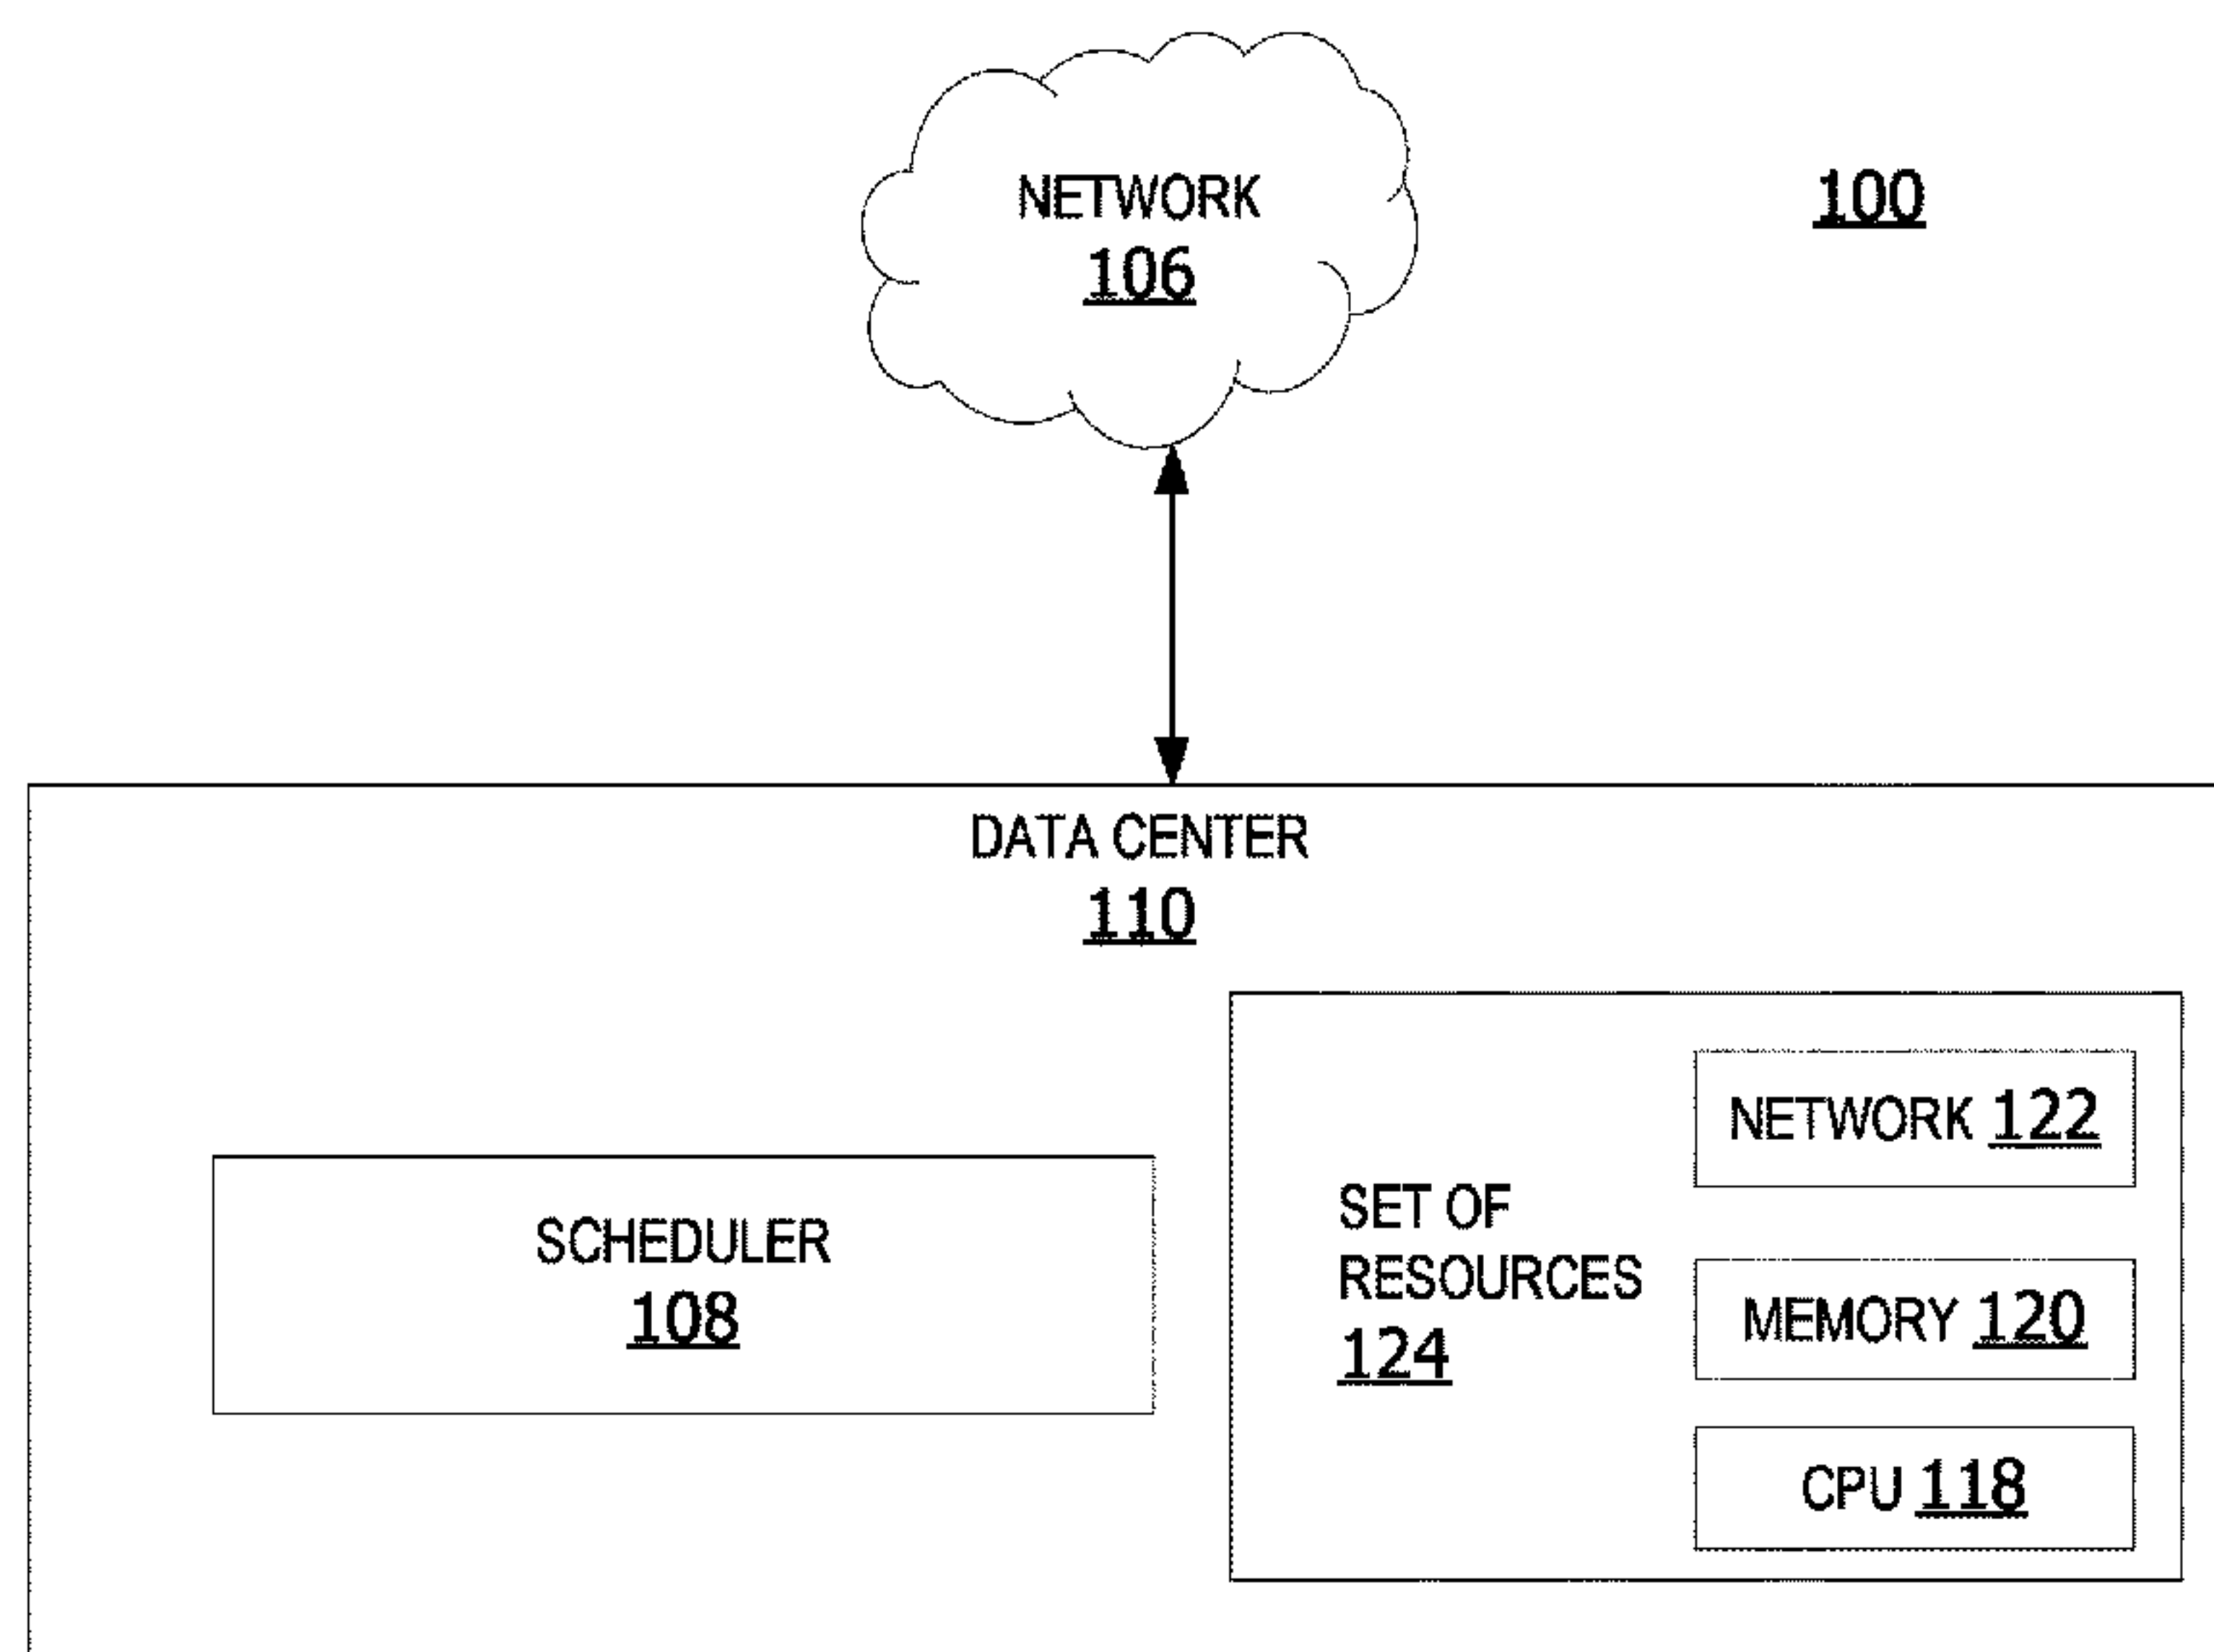 NETWORK
106
100
DATA CENTER
110
SCHEDULER
108
SET OF
RESOURCES
124
NETWORK 122
MEMORY 120
CPU 118